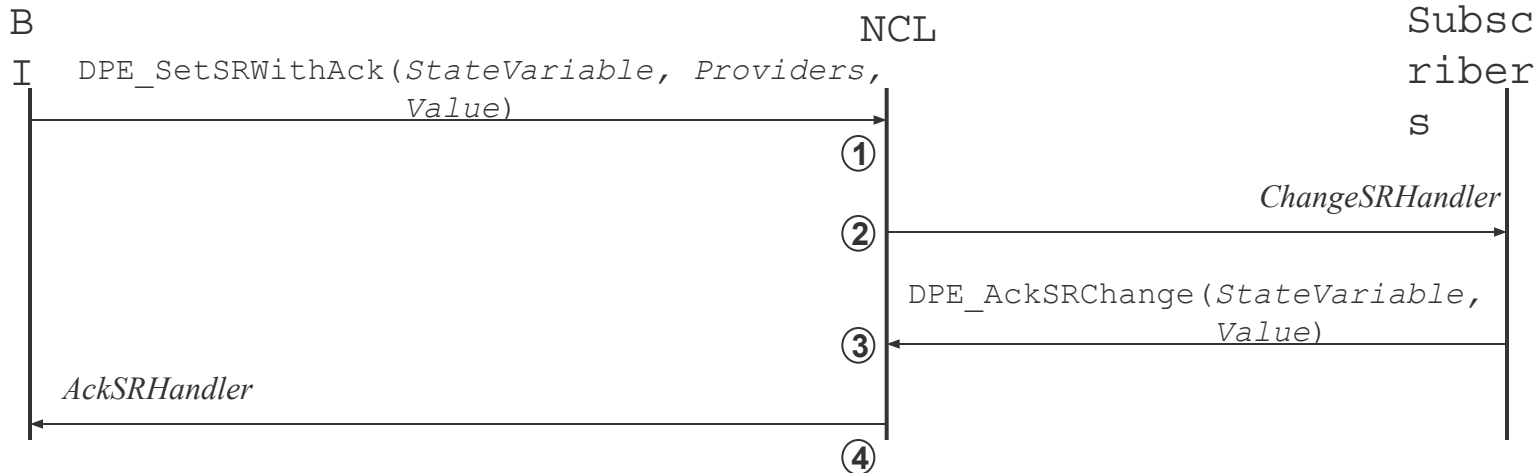 B
I
NCL
Subsc
riber
s
DPE_SetSRWithAck(StateVariable, Providers,
Value)
①
ChangeSRHandler
②
DPE_AckSRChange(StateVariable,
Value)
③
AckSRHandler
④